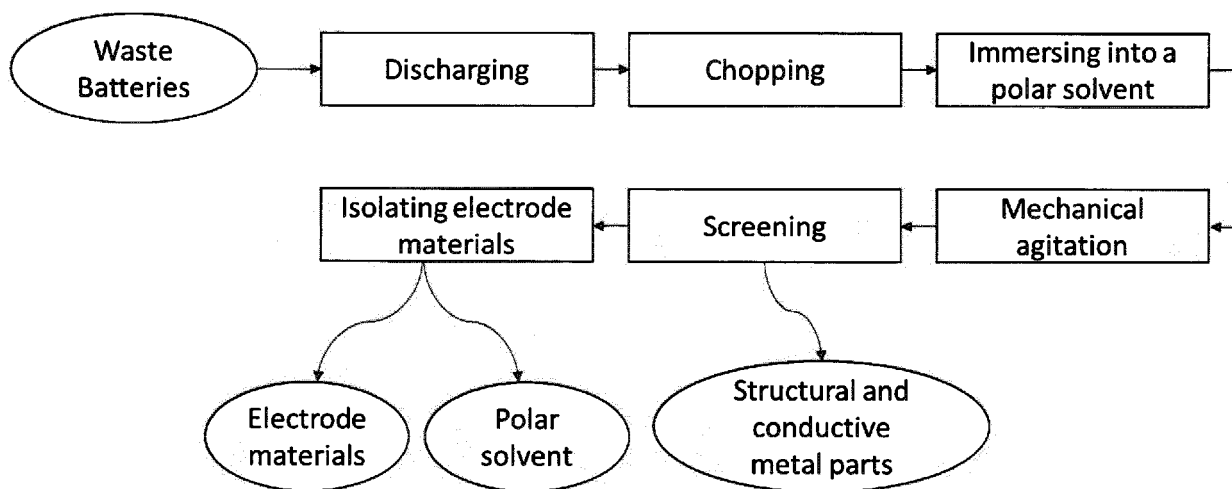 Waste
Batteries
Discharging
Chopping
Immersing into a
polar solvent
Isolating electrode
materials
Screening
Mechanical
agitation
Electrode
materials
Polar
solvent
Structural and
conductive
metal parts